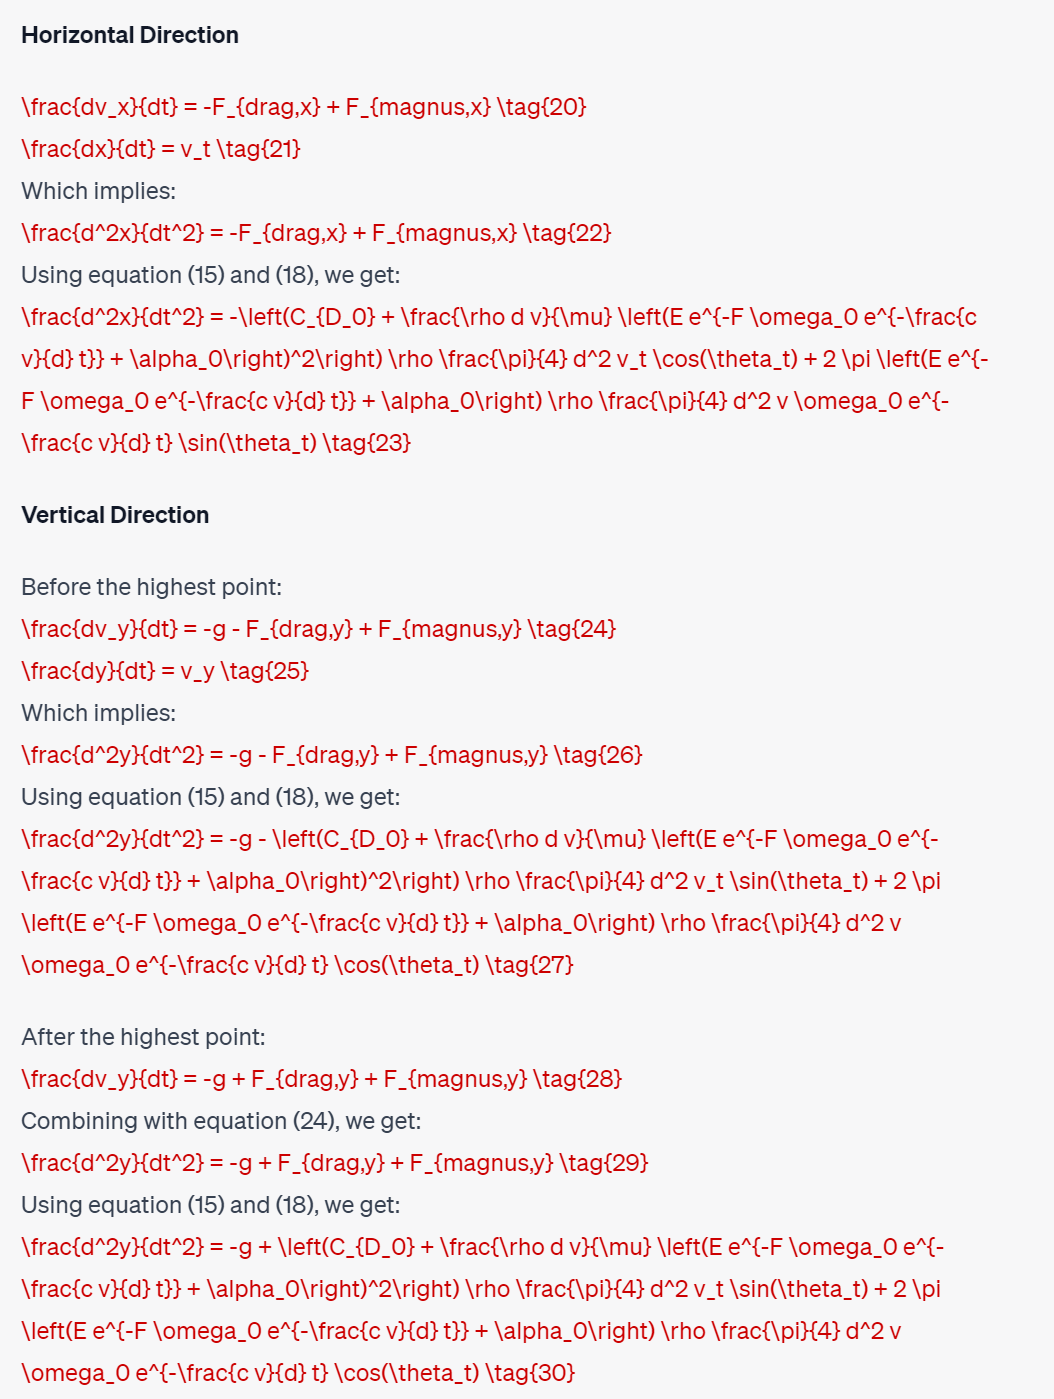 Horizontal Direction
\frac{dv_x}{dt} = -F_{drag,x} + F_{magnus,x} \tag{20}
\frac{dx}{dt} = v_t \tag{21}
Which implies:
\frac{d^2x}{dt^2} = -F_{drag,x} + F_{magnus,x} \tag{22}
Using equation (15) and (18), we get:
\frac{d^2x}{dt^2} = -\left(C_{D_0} + \frac{\rho d v}{\mu} \left(E e^{-F \omega_0 e^{-\frac{c
v}{d} t}} + \alpha_0\right)^2\right) \rho \frac{\pi}{4} d^2 v_t \cos(\theta_t) + 2 \pi \left(E e^{-
F \omega_0 e^{-\frac{c v}{d} t}} + \alpha_0\right) \rho \frac{\pi}{4} d^2 v \omega_0 e^{-
\frac{c v}{d} t} \sin(\theta_t) \tag{23}
Vertical Direction
Before the highest point:
\frac{dv_y}{dt} = -g - F_{drag,y} + F_{magnus,y} \tag{24}
\frac{dy}{dt} = v_y \tag{25}
Which implies:
\frac{d^2y}{dt^2} = -g - F_{drag,y} + F_{magnus,y} \tag{26}
Using equation (15) and (18), we get:
\frac{d^2y}{dt^2} = -g - \left(C_{D_0} + \frac{\rho d v}{\mu} \left(E e^{-F \omega_0 e^{-
\frac{c v}{d} t}} + \alpha_0\right)^2\right) \rho \frac{\pi}{4} d^2 v_t \sin(\theta_t) + 2 \pi
\left(E e^{-F \omega_0 e^{-\frac{c v}{d} t}} + \alpha_0\right) \rho \frac{\pi}{4} d^2 v
\omega_0 e^{-\frac{c v}{d} t} \cos(\theta_t) \tag{27}
After the highest point:
\frac{dv_y}{dt} = -g + F_{drag,y} + F_{magnus,y} \tag{28}
Combining with equation (24), we get:
\frac{d^2y}{dt^2} = -g + F_{drag,y} + F_{magnus,y} \tag{29}
Using equation (15) and (18), we get:
\frac{d^2y}{dt^2} = -g + \left(C_{D_0} + \frac{\rho d v}{\mu} \left(E e^{-F \omega_0 e^{-
\frac{c v}{d} t}} + \alpha_0\right)^2\right) \rho \frac{\pi}{4} d^2 v_t \sin(\theta_t) + 2 \pi
\left(E e^{-F \omega_0 e^{-\frac{c v}{d} t}} + \alpha_0\right) \rho \frac{\pi}{4} d^2 v
\omega_0 e^{-\frac{c v}{d} t} \cos(\theta_t) \tag{30}